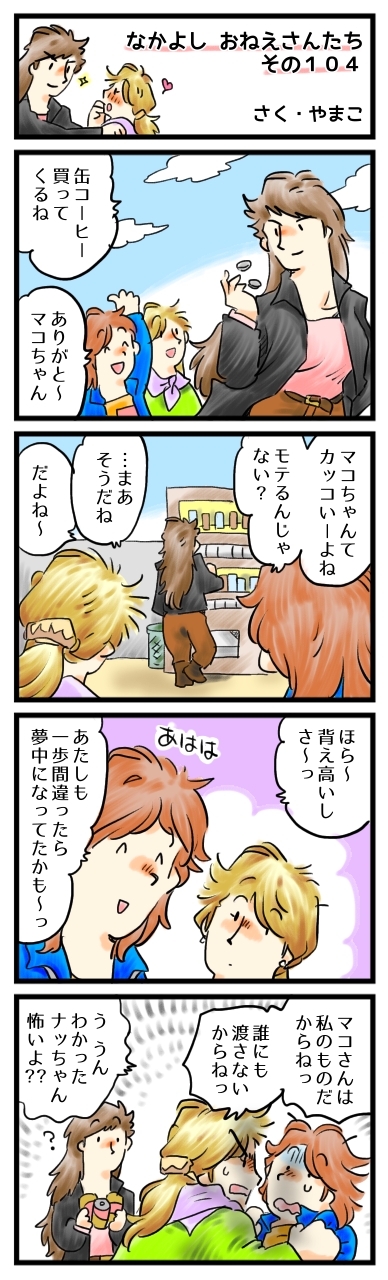 なかよし おねえさんたち
その１０４
さく・やまこ
缶コーヒー
買って
くるね
ありがと〜
マコちゃん
マコちゃんて
カッコいーよね
モテるんじゃ
ない？
…まあ
そうだね
だよね〜
ほら〜
背え高いし
さ〜っ
あはは
あたしも
一歩間違ったら
夢中になってたかも〜っ
マコさんは
私のものだ
からねっ
誰にも
渡さない
からねっ
う うん
わかった
ナッちゃん
怖いよ??
?